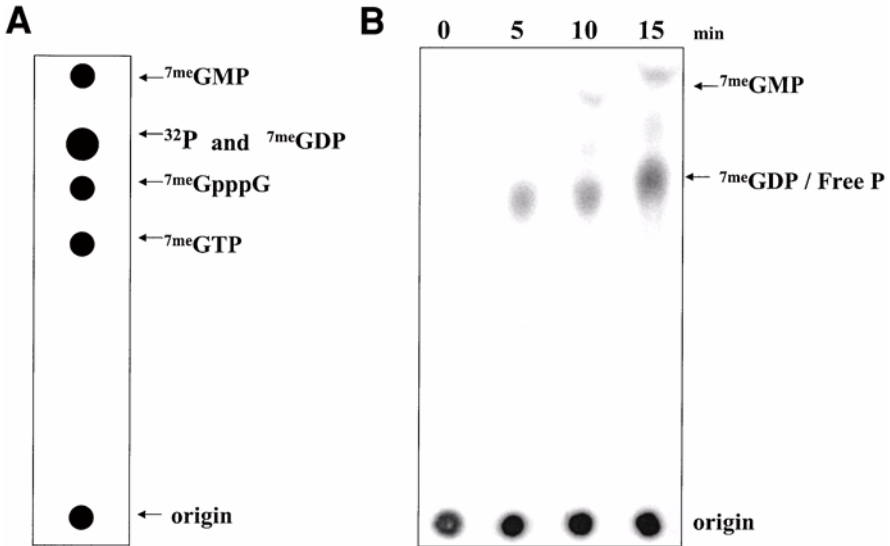 A
7meGMP
32P and 7meGDP
7meGpppG
7meGTP
origin
B
0 5 10 15 min
7meGMP
7meGDP / Free P
origin